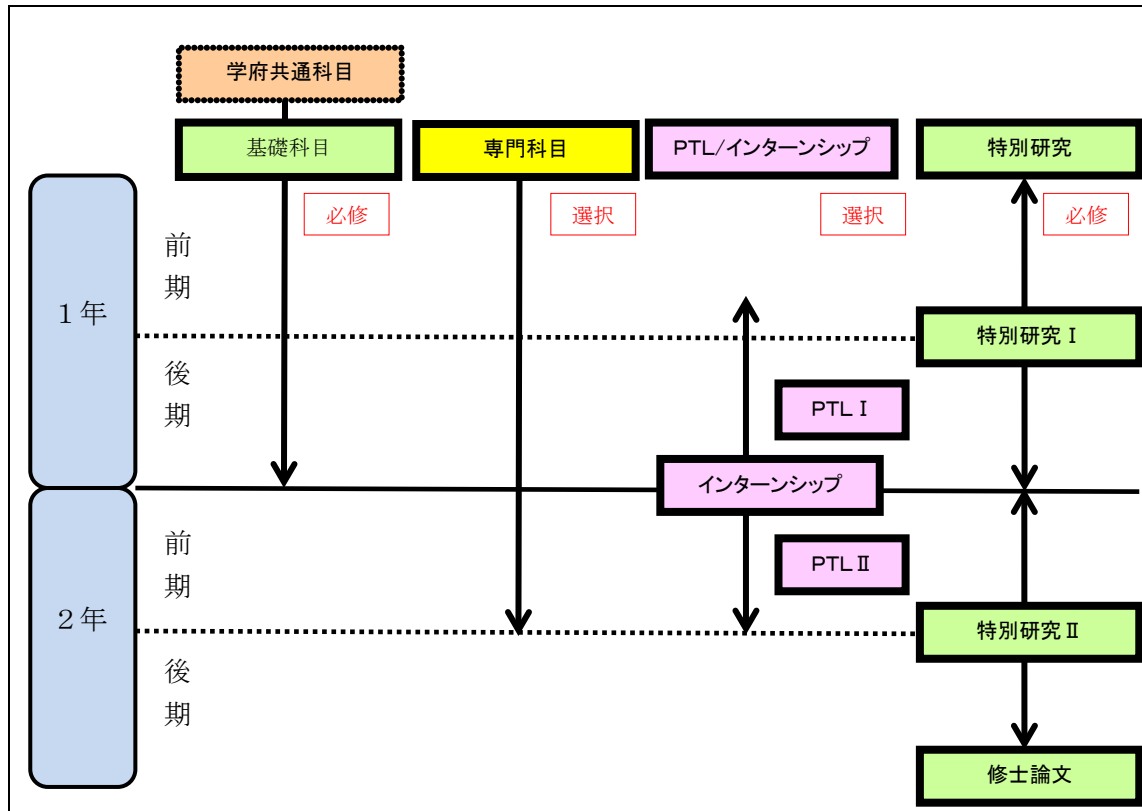 学府共通科目
基礎科目
専門科目
PTL/インターンシップ
特別研究
必修
選択
選択
必修
1年
前期
後期
特別研究Ⅰ
PTLⅠ
インターンシップ
2年
前期
後期
PTLⅡ
特別研究Ⅱ
修士論文